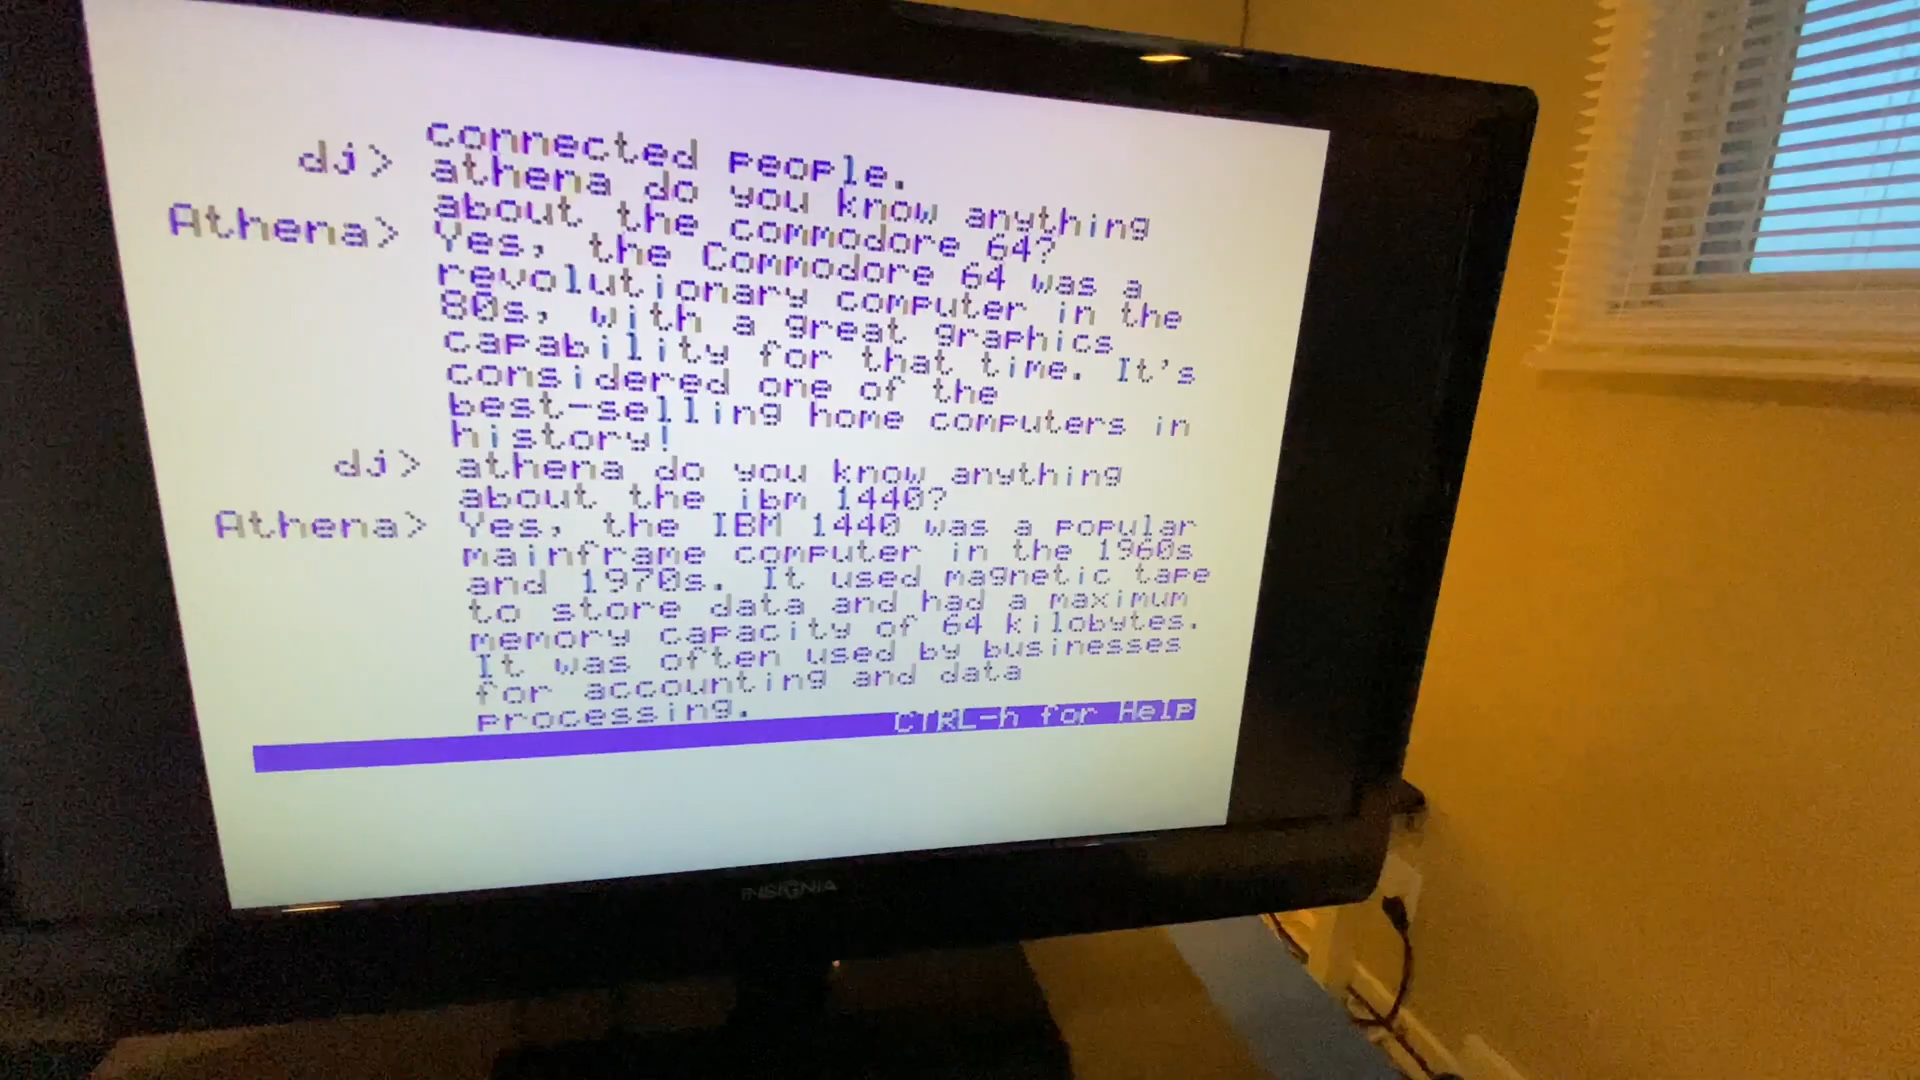 connected people.
dj> athena do you know anything
about the commodore 64?
Athena> Yes, the Commodore 64 was a
revolutionary computer in the
80s, with a great graphics
capability for that time. It's
considered one of the
best-selling home computers in
history!
dj> athena do you know anything
about the ibm 1440?
Athena> Yes, the IBM 1440 was a popular
mainframe computer in the 1960s
and 1970s. It used magnetic tape
to store data and had a maximum
memory capacity of 64 kilobytes.
It was often used by businesses
for accounting and data
processing.
CTRL-h for Help
INSIGNIA